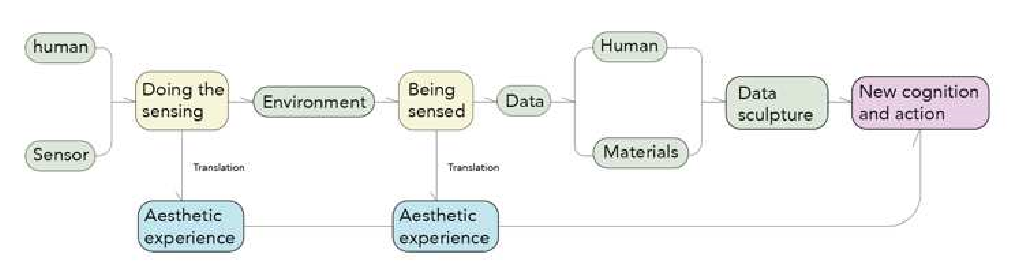 human
Sensor
Doing the
sensing
Environment
Being
sensed
Data
Human
Materials
Data
sculpture
New cognition
and action
Translation
Translation
Aesthetic
experience
Aesthetic
experience